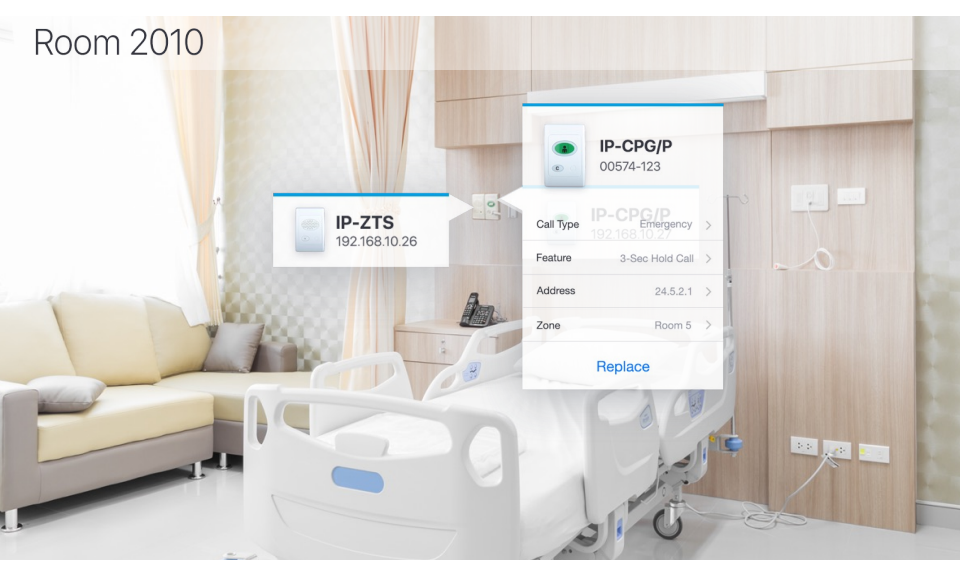 Room 2010
IP-CPG/P
00574-123
IP-ZTS
192.168.10.26
IP-CPG/P
192.168.10.27
Call Type Emergency
Feature 3-Sec Hold Call
Address 24.5.2.1
Zone Room 5
Replace